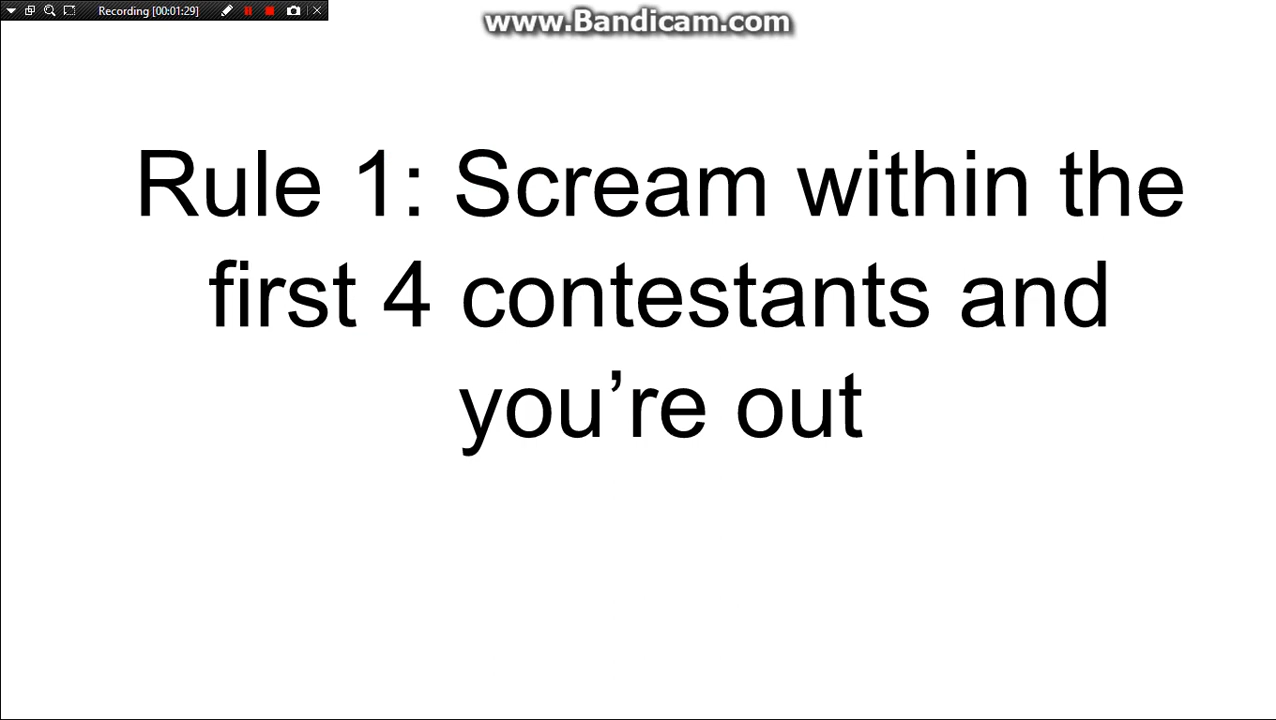 Recording [00:01:29]
www.Bandicam.com
Rule 1: Scream within the
first 4 contestants and
you’re out